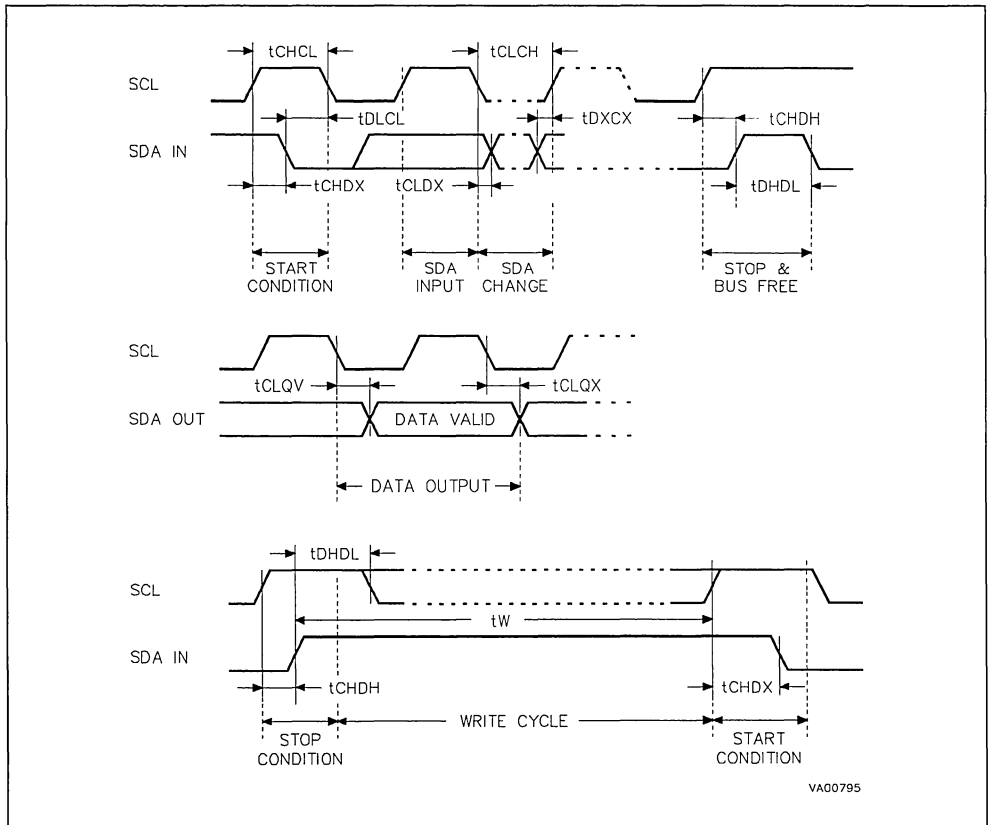 tCHCL
tCLCH
SCL
tDLCL
tDXCX
tCHDH
SDA IN
tCHDX
tCLDX
tDHDL
START
CONDITION
SDA
INPUT
SDA
CHANGE
STOP &
BUS FREE
SCL
tCLQV
tCLQX
SDA OUT
DATA VALID
DATA OUTPUT
tDHDL
SCL
tW
SDA IN
tCHDH
tCHDX
WRITE CYCLE
STOP
CONDITION
START
CONDITION
VA00795